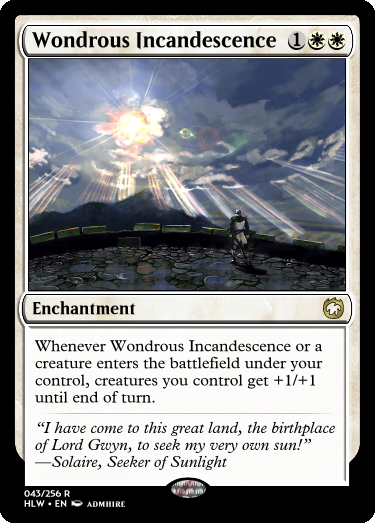 Wondrous Incandescence 1
Enchantment
Whenever Wondrous Incandescence or a
creature enters the battlefield under your
control, creatures you control get +1/+1
until end of turn.
“I have come to this great land, the birthplace
of Lord Gwyn, to seek my very own sun!”
—Solaire, Seeker of Sunlight
043/256 R
HLW • EN ADMHIRE